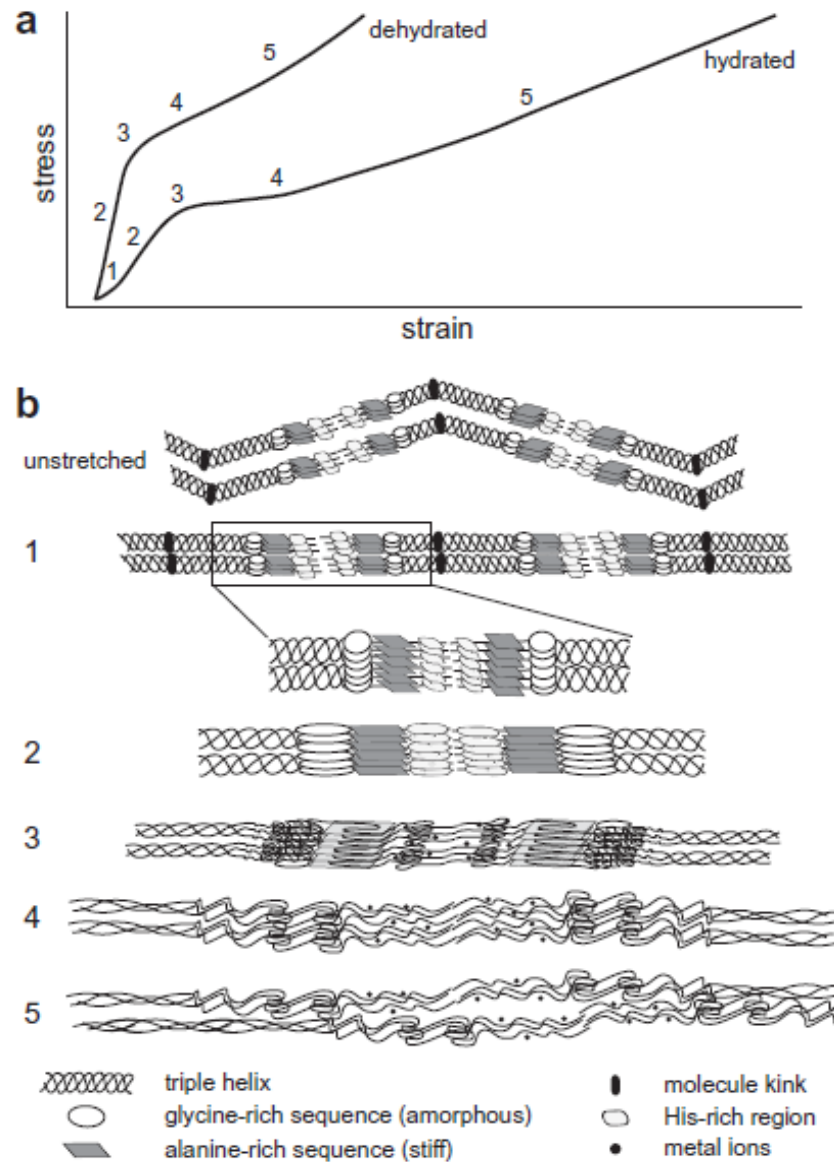 a
dehydrated
hydrated
5
4
3
2
5
4
3
2
1
stress
strain
b
unstretched
1
2
3
4
5
triple helix
molecule kink
glycine-rich sequence (amorphous)
His-rich region
alanine-rich sequence (stiff)
metal ions